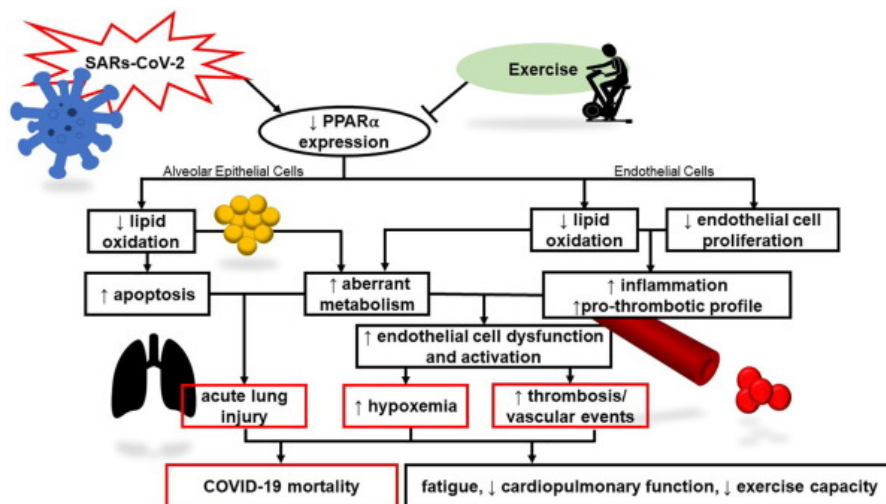 SARs-CoV-2
Exercise
↓ PPARα
expression
Alveolar Epithelial Cells
Endothelial Cells
↓ lipid
oxidation
↓ lipid
oxidation
↓ endothelial cell
proliferation
↑ apoptosis
↑ aberrant
metabolism
↑ inflammation
↑pro-thrombotic profile
↑ endothelial cell dysfunction
and activation
acute lung
injury
↑ hypoxemia
↑ thrombosis/
vascular events
COVID-19 mortality
fatigue, ↓ cardiopulmonary function, ↓ exercise capacity